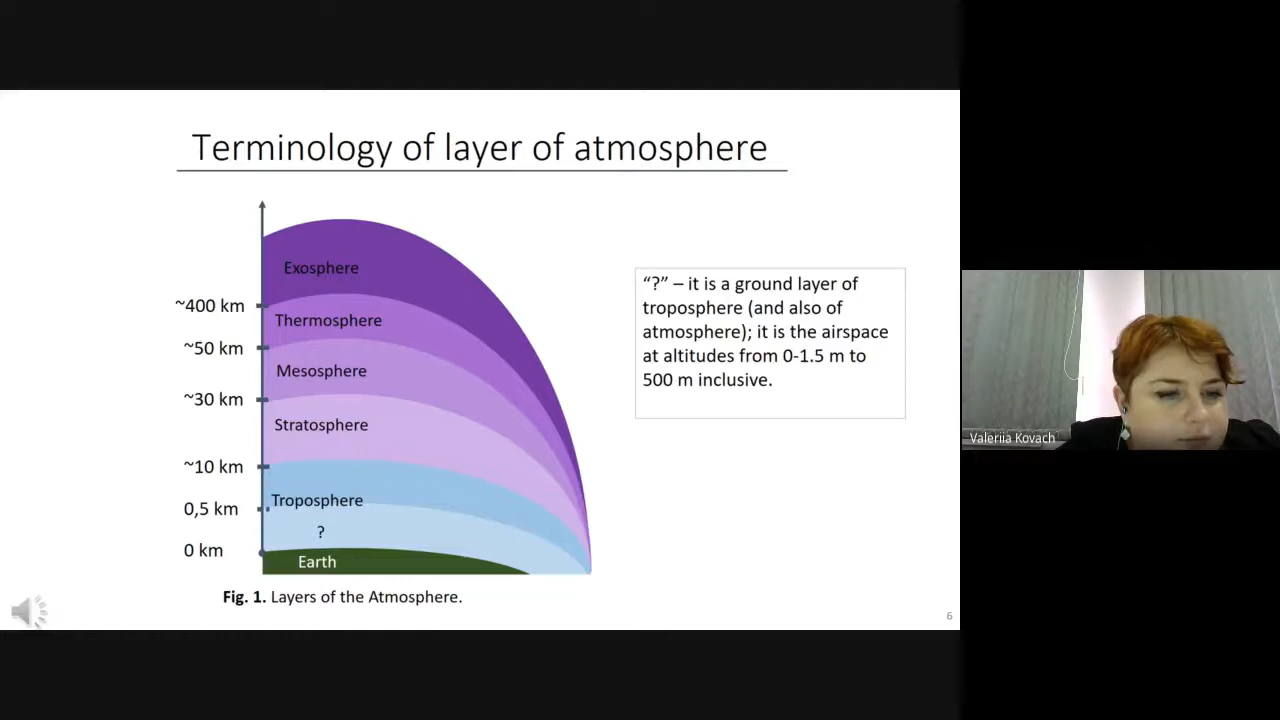 Terminology of layer of atmosphere
Exosphere
~400 km
Thermosphere
~50 km
Mesosphere
~30 km
Stratosphere
~10 km
Troposphere
0,5 km
?
0 km
Earth
Fig. 1. Layers of the Atmosphere.
“?” – it is a ground layer of
troposphere (and also of
atmosphere); it is the airspace
at altitudes from 0-1.5 m to
500 m inclusive.
6
Valeriia Kovach